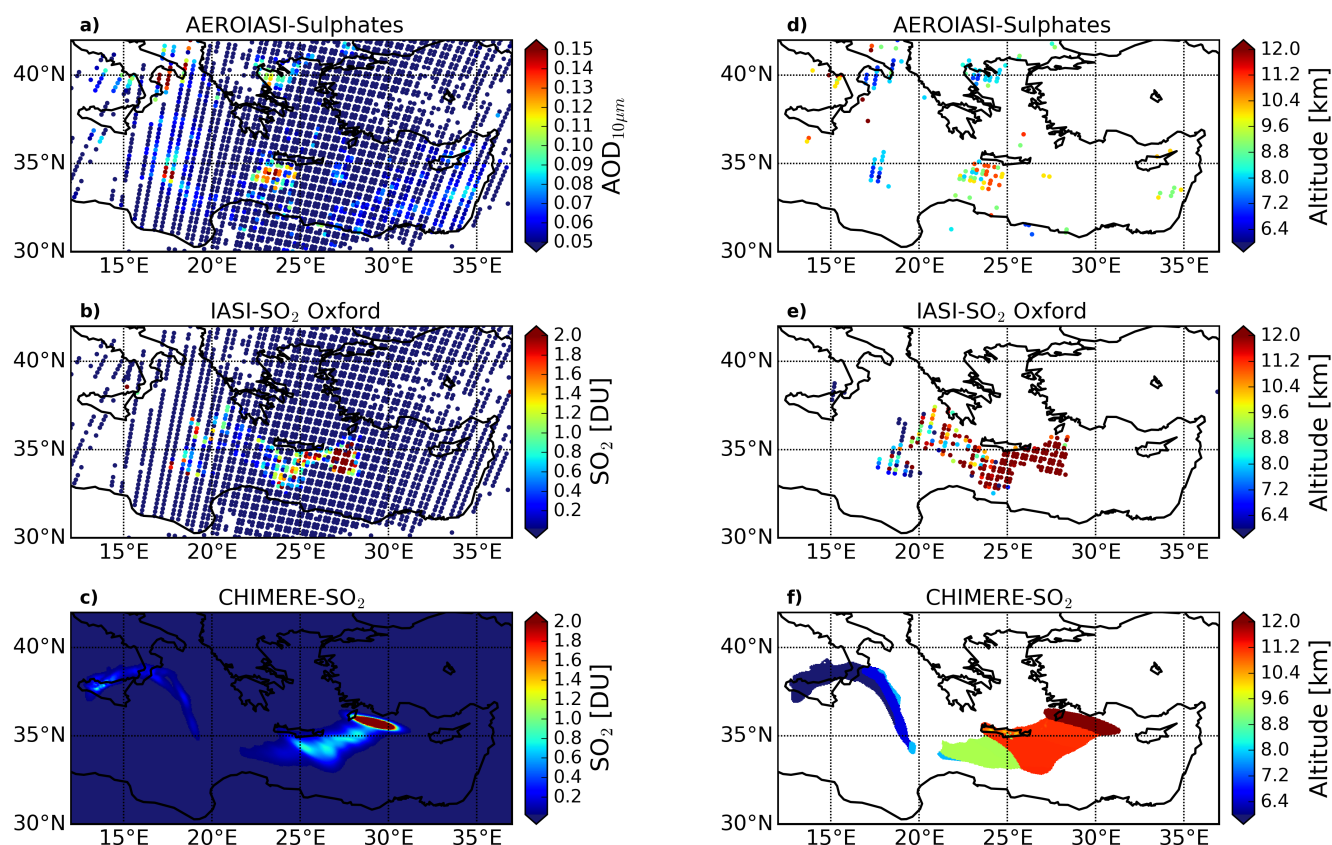 a) AEROIASI-Sulphates
40°N
35°N
30°N
15°E 20°E 25°E 30°E 35°E
0.15
0.14
0.13
0.12
0.11
0.10
0.09
0.08
0.07
0.06
0.05
AOD₁₀μm
d) AEROIASI-Sulphates
40°N
35°N
30°N
15°E 20°E 25°E 30°E 35°E
12.0
11.2
10.4
9.6
8.8
8.0
7.2
6.4
Altitude [km]
b) IASI-SO₂ Oxford
40°N
35°N
30°N
15°E 20°E 25°E 30°E 35°E
2.0
1.8
1.6
1.4
1.2
1.0
0.8
0.6
0.4
0.2
SO₂ [DU]
e) IASI-SO₂ Oxford
40°N
35°N
30°N
15°E 20°E 25°E 30°E 35°E
12.0
11.2
10.4
9.6
8.8
8.0
7.2
6.4
Altitude [km]
c) CHIMERE-SO₂
40°N
35°N
30°N
15°E 20°E 25°E 30°E 35°E
2.0
1.8
1.6
1.4
1.2
1.0
0.8
0.6
0.4
0.2
SO₂ [DU]
f) CHIMERE-SO₂
40°N
35°N
30°N
15°E 20°E 25°E 30°E 35°E
12.0
11.2
10.4
9.6
8.8
8.0
7.2
6.4
Altitude [km]